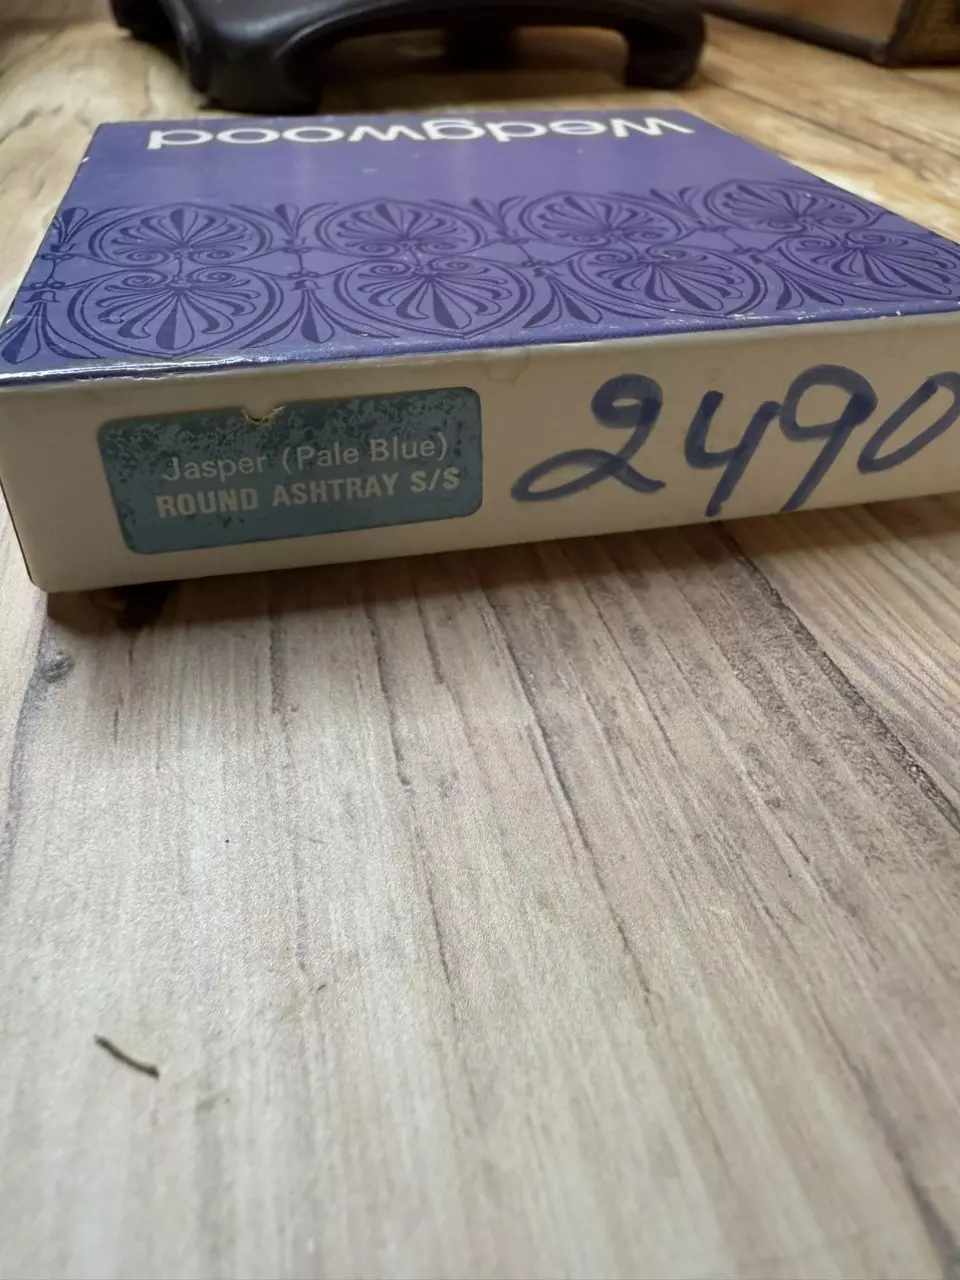 wedgwood
Jasper (Pale Blue)
ROUND ASHTRAY S/S
2490